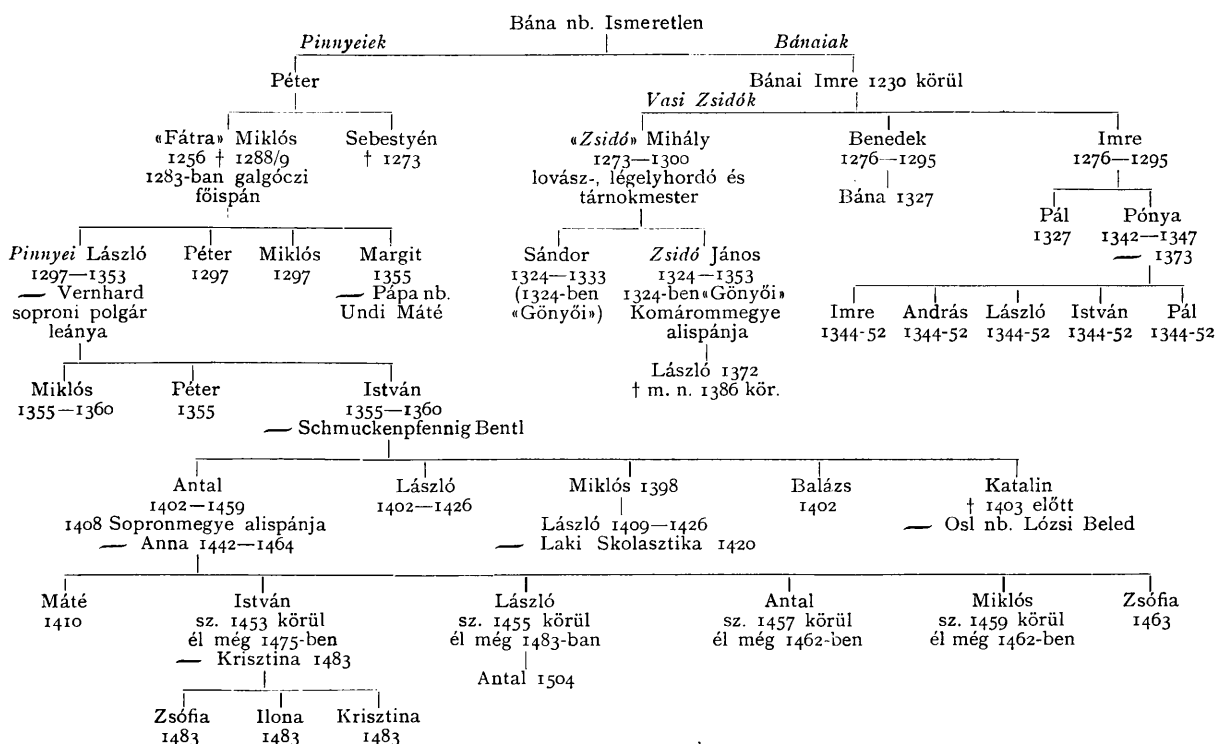 Bána nb. Ismeretlen
Pinnyeiek Bánaiak
Péter Bánai Imre 1230 körül
Vasi Zsidók
«Fátra» Miklós Sebestyén «Zsidó» Mihály Benedek Imre
1256 † 1288/9 † 1273 1273—1300 1276—1295 1276—1295
1283-ban galgóczi lovász-, légelyhordó és
főispán tárnokmester Bána 1327
Pál Pónya
1327 1342—1347
— 1373
Pinnyei László Péter Miklós Margit Sándor Zsidó János
1297—1353 1297 1297 1355 1324—1333 1324—1353
— Vernhard — Pápa nb. (1324-ben 1324-ben «Gönyői»
soproni polgár Undi Máté «Gönyői») Komárommegye
leánya alispánja
Imre András László István Pál
1344-52 1344-52 1344-52 1344-52 1344-52
László 1372
† m. n. 1386 kör.
Miklós Péter István
1355—1360 1355 1355—1360
— Schmuckenpfennig Bentl
Antal László Miklós 1398 Balázs Katalin
1402—1459 1402—1426 1402 † 1403 előtt
1408 Sopronmegye alispánja László 1409—1426 — Osl nb. Lózsi Beled
— Anna 1442—1464 — Laki Skolasztika 1420
Máté István László Antal Miklós Zsófia
1410 sz. 1453 körül sz. 1455 körül sz. 1457 körül sz. 1459 körül 1463
él még 1475-ben él még 1483-ban él még 1462-ben él még 1462-ben
— Krisztina 1483
Antal 1504
Zsófia Ilona Krisztina
1483 1483 1483